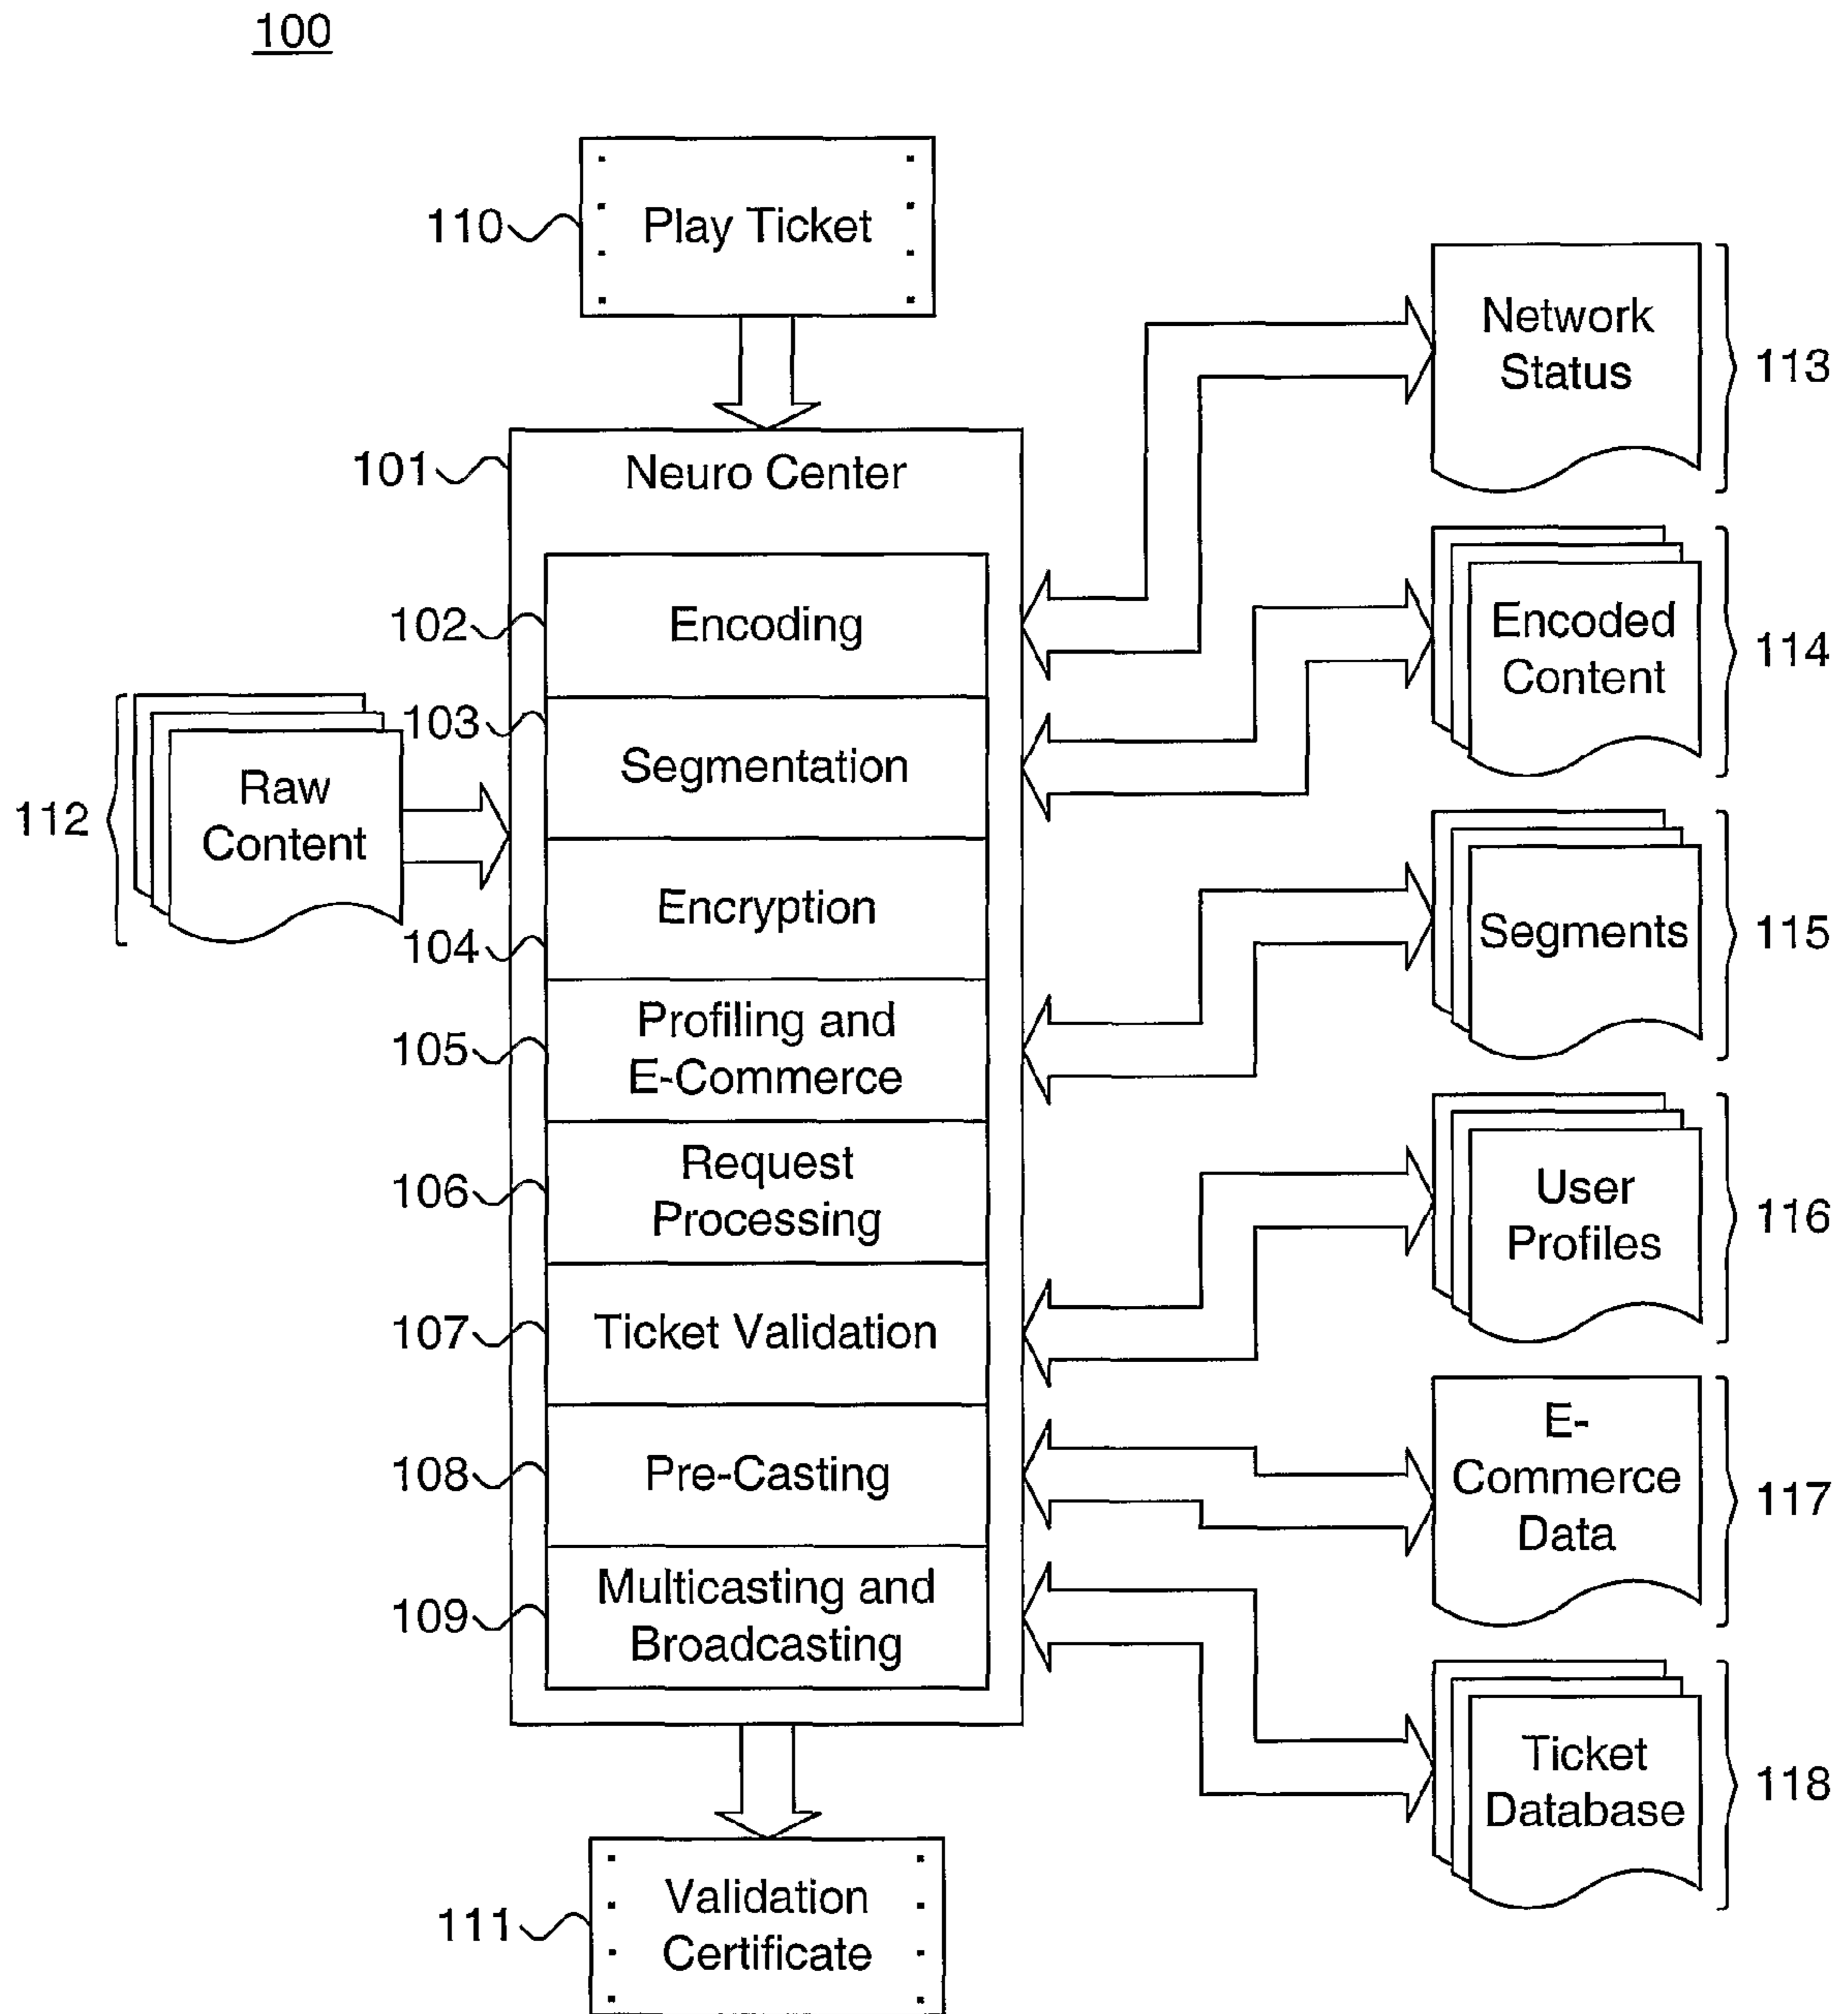 100
110
Play Ticket
Network
Status
113
101
Neuro Center
102
Encoding
Encoded
Content
114
103
Segmentation
112
Raw
Content
104
Encryption
Segments
115
105
Profiling and
E-Commerce
106
Request
Processing
User
Profiles
116
107
Ticket Validation
108
Pre-Casting
E-
Commerce
Data
117
109
Multicasting and
Broadcasting
Ticket
Database
118
111
Validation
Certificate